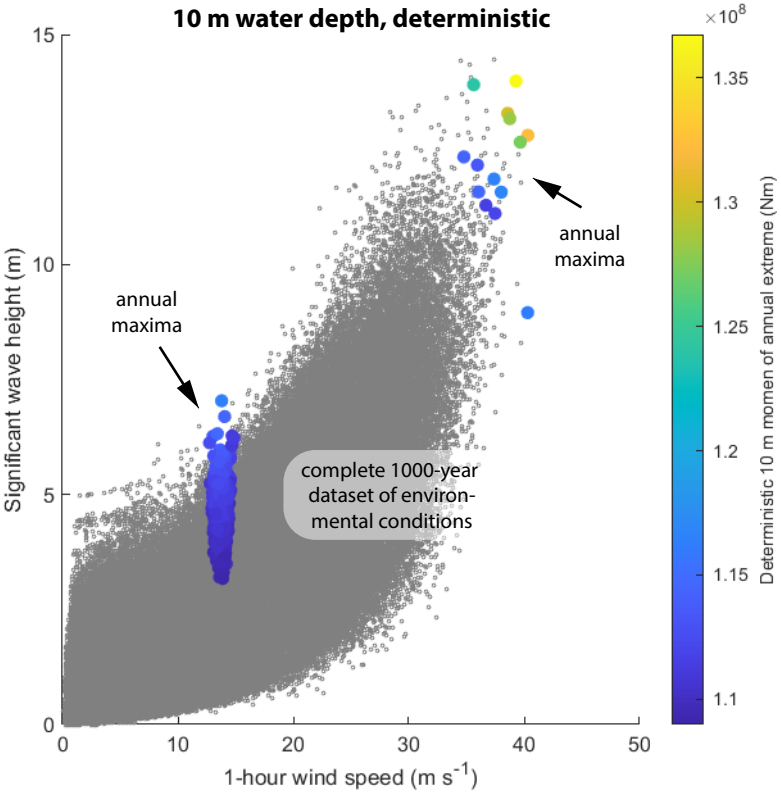 10 m water depth, deterministic
×10⁸
15
10
5
0
0
10
20
30
40
50
Significant wave height (m)
1-hour wind speed (m s⁻¹)
annual
maxima
annual
maxima
complete 1000-year
dataset of environ-
mental conditions
1.35
1.3
1.25
1.2
1.15
1.1
Deterministic 10 m momen of annual extreme (Nm)